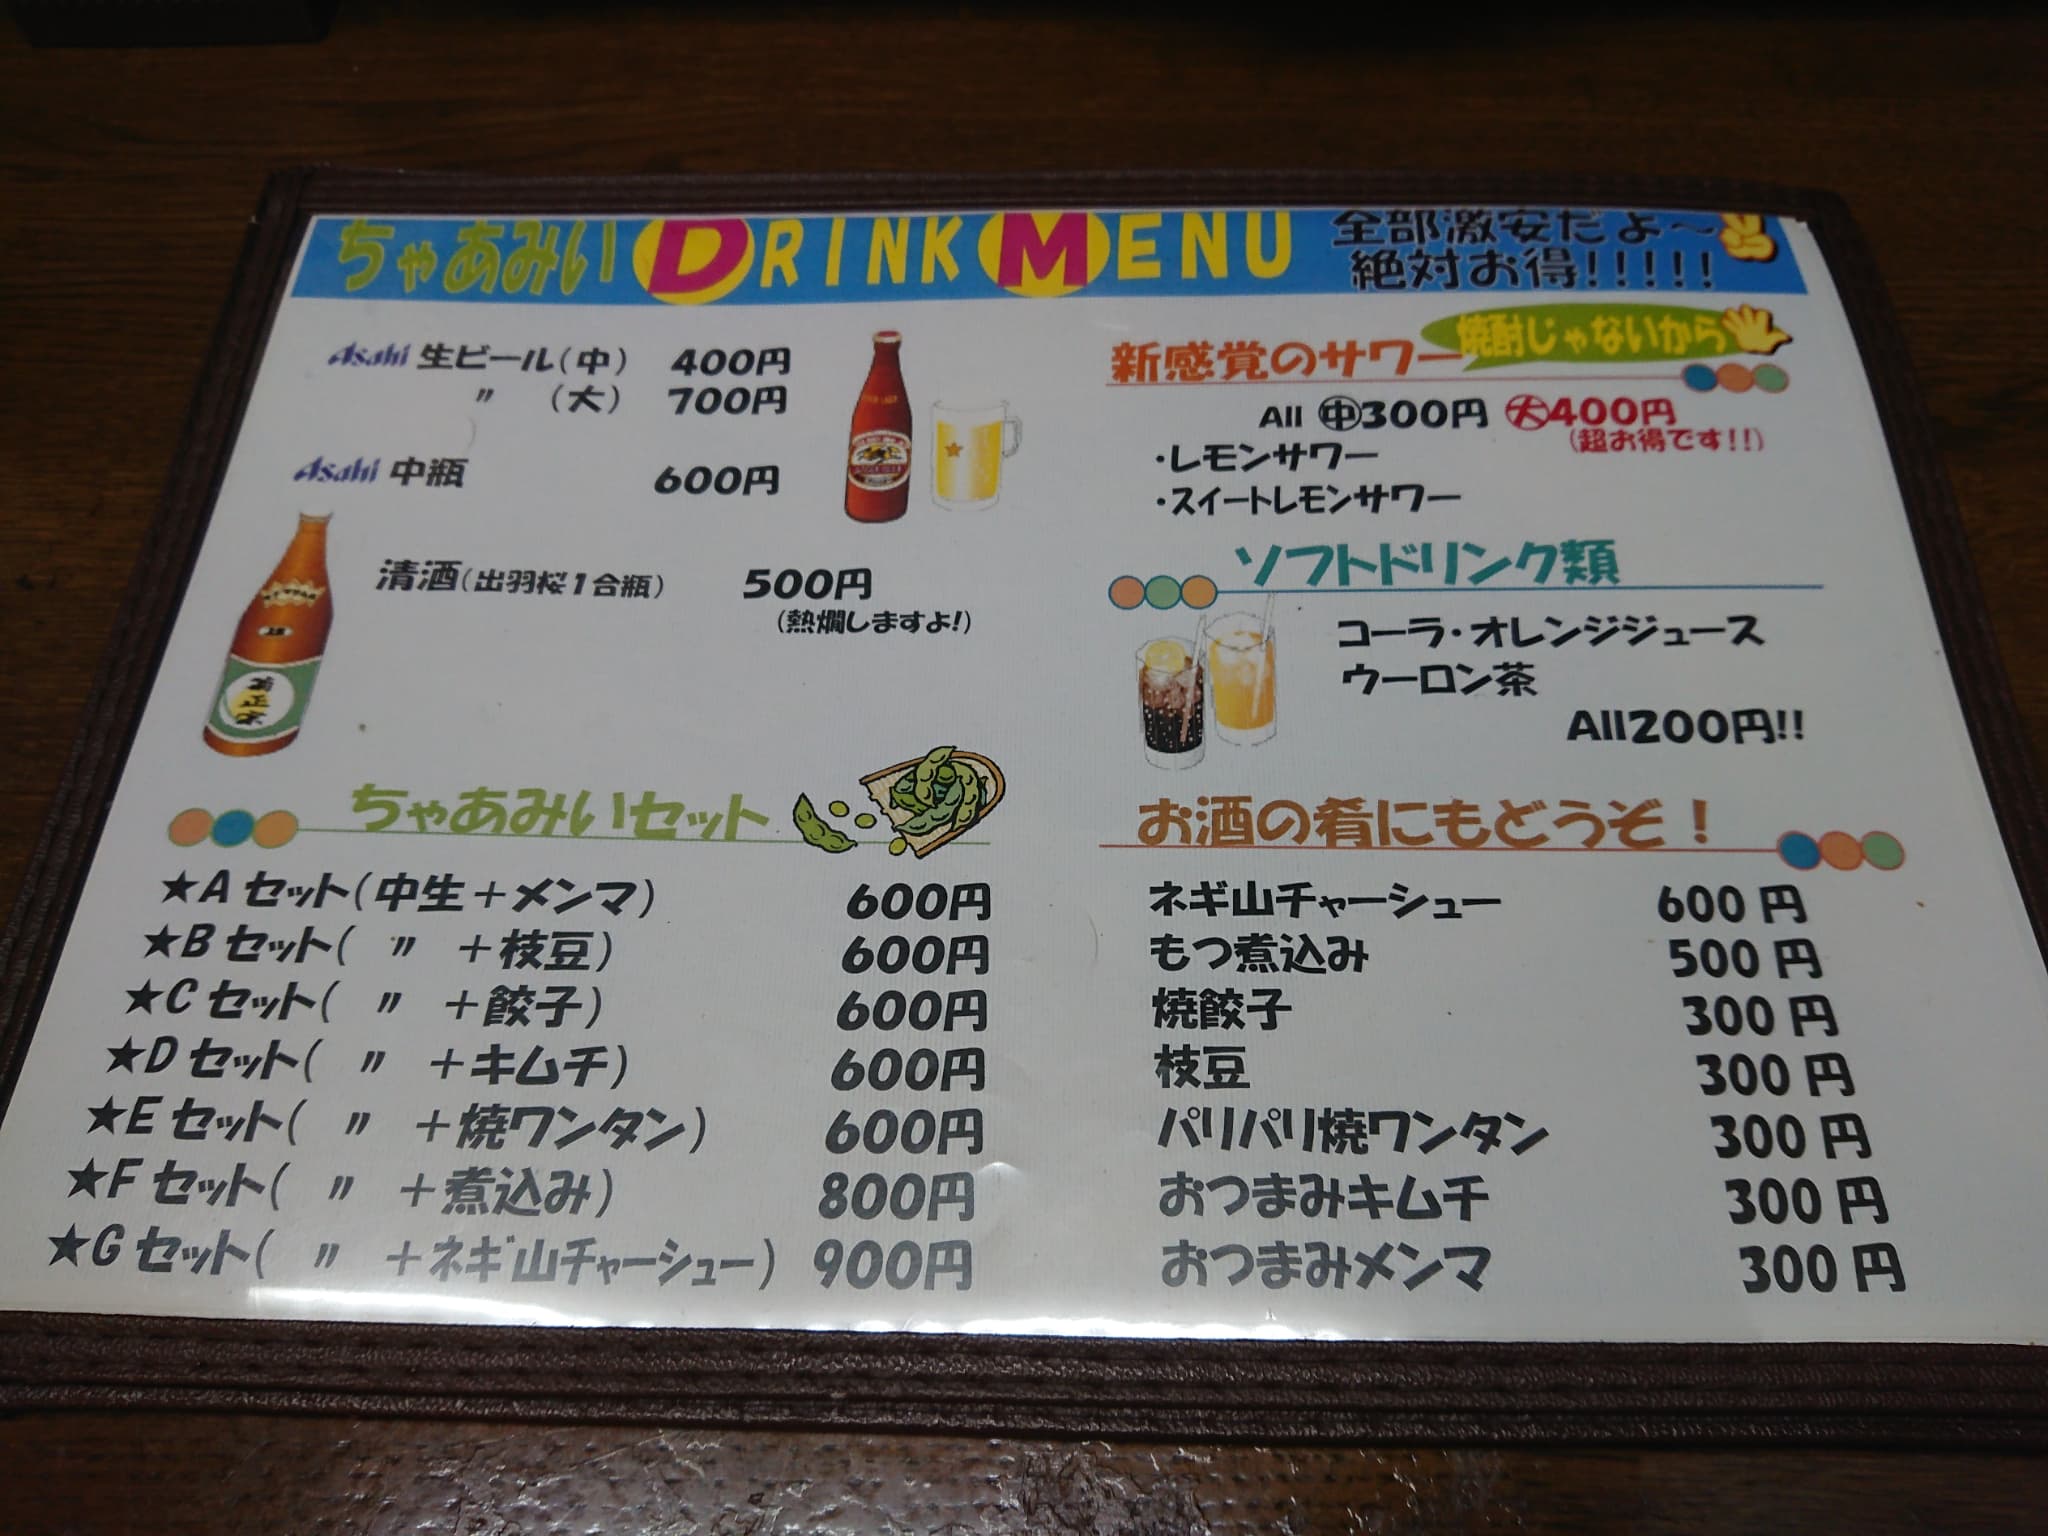 ちゃあみい DRINK MENU
全部激安だよ〜
絶対お得!!!!!
Asahi 生ビール(中) 400円
〃 (大) 700円
Asahi 中瓶 600円
清酒(出羽桜1合瓶) 500円
(熱燗しますよ!)
菊正宗
ちゃあみいセット
★Aセット(中生+メンマ) 600円
★Bセット( 〃 +枝豆) 600円
★Cセット( 〃 +餃子) 600円
★Dセット( 〃 +キムチ) 600円
★Eセット( 〃 +焼ワンタン) 600円
★Fセット( 〃 +煮込み) 800円
★Gセット( 〃 +ネギ山チャーシュー) 900円
新感覚のサワー
焼酎じゃないから
All ㊥300円 大400円
(超お得です!!)
・レモンサワー
・スイートレモンサワー
ソフトドリンク類
コーラ・オレンジジュース
ウーロン茶
All200円!!
お酒の肴にもどうぞ!
ネギ山チャーシュー 600円
もつ煮込み 500円
焼餃子 300円
枝豆 300円
パリパリ焼ワンタン 300円
おつまみキムチ 300円
おつまみメンマ 300円